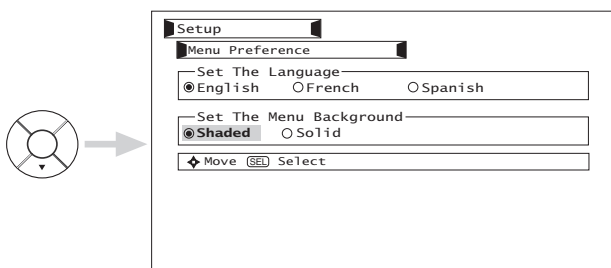 Setup
Menu Preference
Set The Language
English French Spanish
Set The Menu Background
Shaded Solid
Move SEL Select